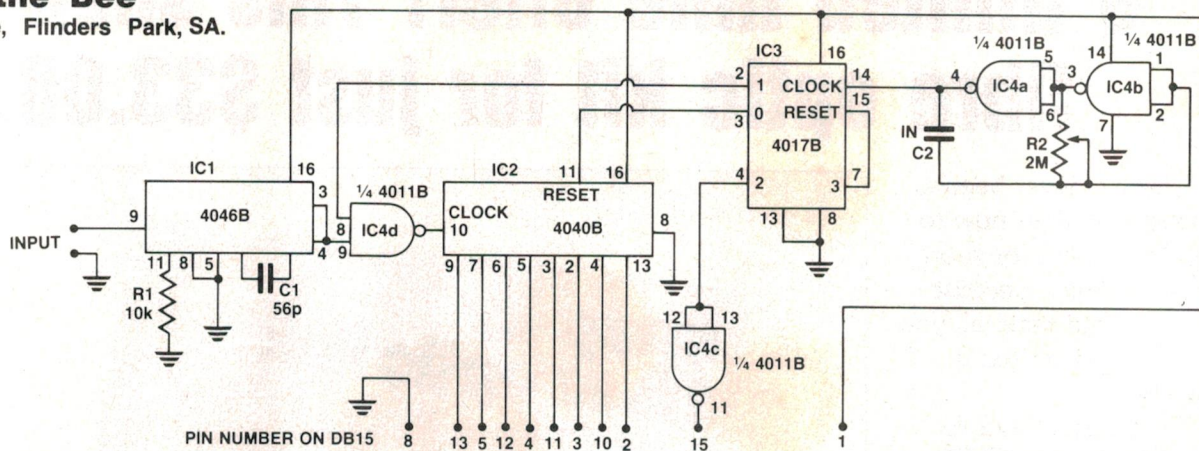 the Bee
, Flinders Park, SA.
IC1
4046B
INPUT
9
16
3
4
11
8
5
R1
10k
C1
56p
¼ 4011B
8
9
IC4d
IC2
11
16
RESET
CLOCK
10
4040B
8
9 7 6 5 3 2 4 13
IC3
16
2
1
CLOCK
14
3
0
RESET
15
4017B
4
2
3
7
13
8
¼ 4011B
4
IC4a
5
6
¼ 4011B
14
3
IC4b
1
2
7
IN
C2
R2
2M
12
13
IC4c
¼ 4011B
11
PIN NUMBER ON DB15
8 13 5 12 4 11 3 10 2 15 1